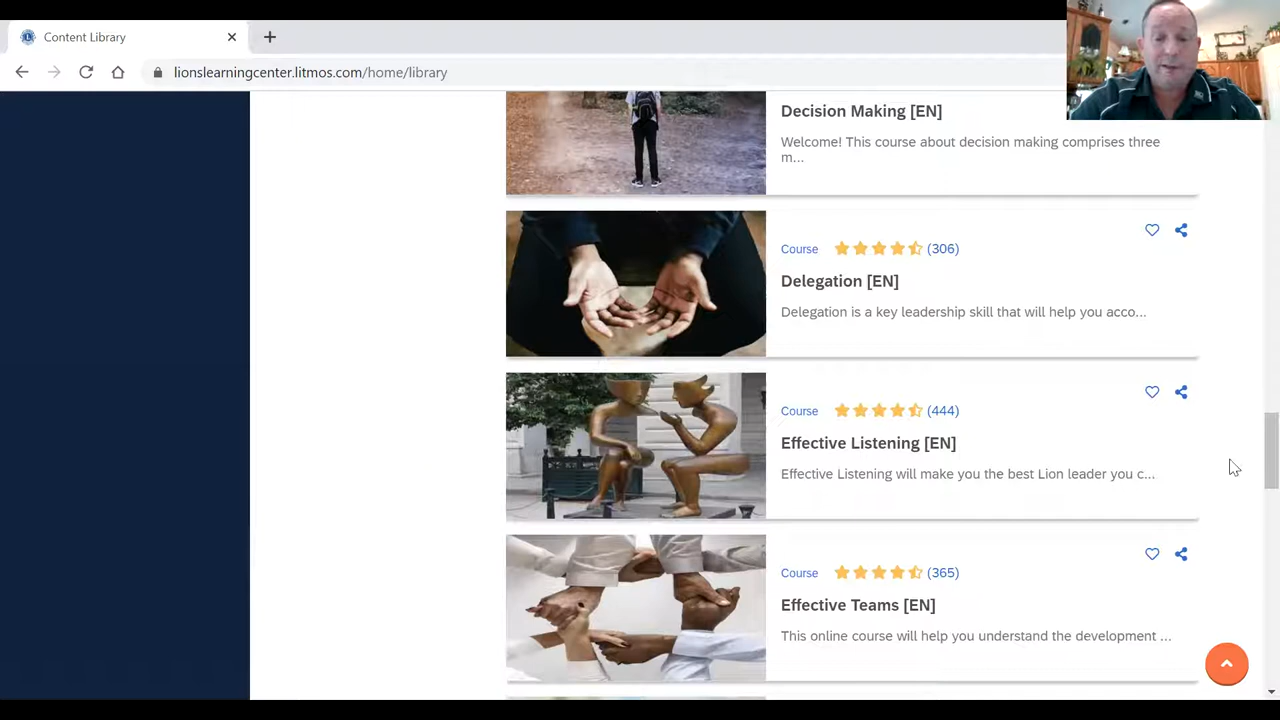 Content Library
lionslearningcenter.litmos.com/home/library
Decision Making [EN]
Welcome! This course about decision making comprises three
m...
Course (306)
Delegation [EN]
Delegation is a key leadership skill that will help you acco...
Course (444)
Effective Listening [EN]
Effective Listening will make you the best Lion leader you c...
Course (365)
Effective Teams [EN]
This online course will help you understand the development ...